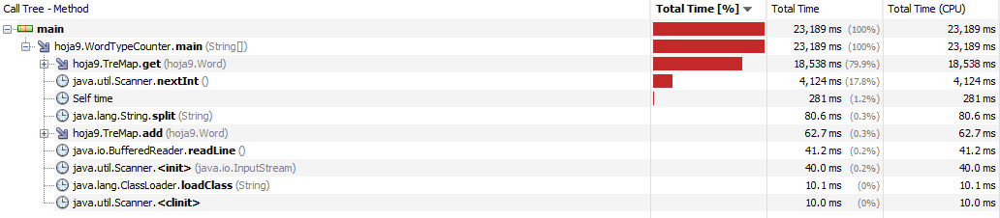 Call Tree - Method Total Time [%] Total Time Total Time (CPU)
main 23,189 ms (100%) 23,189 ms
hoja9.WordTypeCounter.main (String[]) 23,189 ms (100%) 23,189 ms
hoja9.TreMap.get (hoja9.Word) 18,538 ms (79.9%) 18,538 ms
java.util.Scanner.nextInt () 4,124 ms (17.8%) 4,124 ms
Self time 281 ms (1.2%) 281 ms
java.lang.String.split (String) 80.6 ms (0.3%) 80.6 ms
hoja9.TreMap.add (hoja9.Word) 62.7 ms (0.3%) 62.7 ms
java.io.BufferedReader.readLine () 41.2 ms (0.2%) 41.2 ms
java.util.Scanner.<init> (java.io.InputStream) 40.0 ms (0.2%) 40.0 ms
java.lang.ClassLoader.loadClass (String) 10.1 ms (0%) 10.1 ms
java.util.Scanner.<clinit> 10.0 ms (0%) 10.0 ms